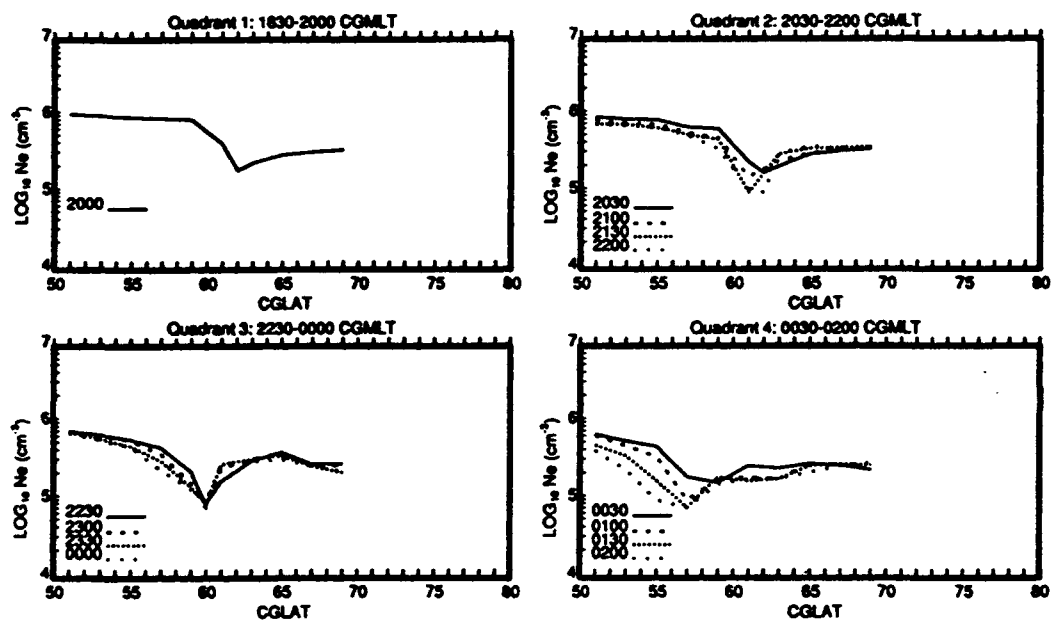 Quadrant 1: 1830-2000 CGMLT
7
6
5
4
LOG₁₀ Ne (cm⁻³)
2000
50 55 60 65 70 75 80
CGLAT
Quadrant 2: 2030-2200 CGMLT
7
6
5
4
LOG₁₀ Ne (cm⁻³)
2030
2100
2130
2200
50 55 60 65 70 75 80
CGLAT
Quadrant 3: 2230-0000 CGMLT
7
6
5
4
LOG₁₀ Ne (cm⁻³)
2230
2300
2330
0000
50 55 60 65 70 75 80
CGLAT
Quadrant 4: 0030-0200 CGMLT
7
6
5
4
LOG₁₀ Ne (cm⁻³)
0030
0100
0130
0200
50 55 60 65 70 75 80
CGLAT